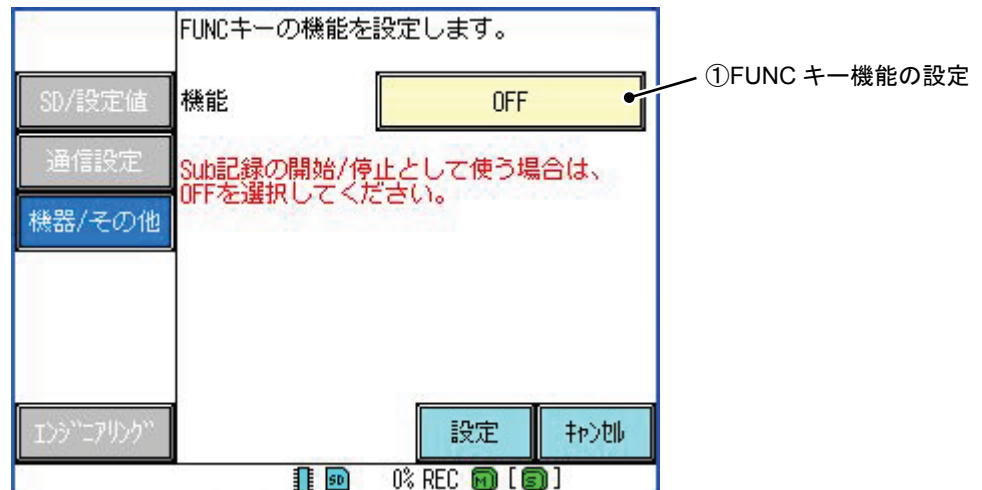 FUNCキーの機能を設定します。
①FUNC キー機能の設定
SD/設定値
機能
OFF
通信設定
Sub記録の開始/停止として使う場合は、
OFFを選択してください。
機器/その他
ｴﾝｼﾞﾆｱﾘﾝｸﾞ
設定
ｷｬﾝｾﾙ
SD 0% REC M [S]